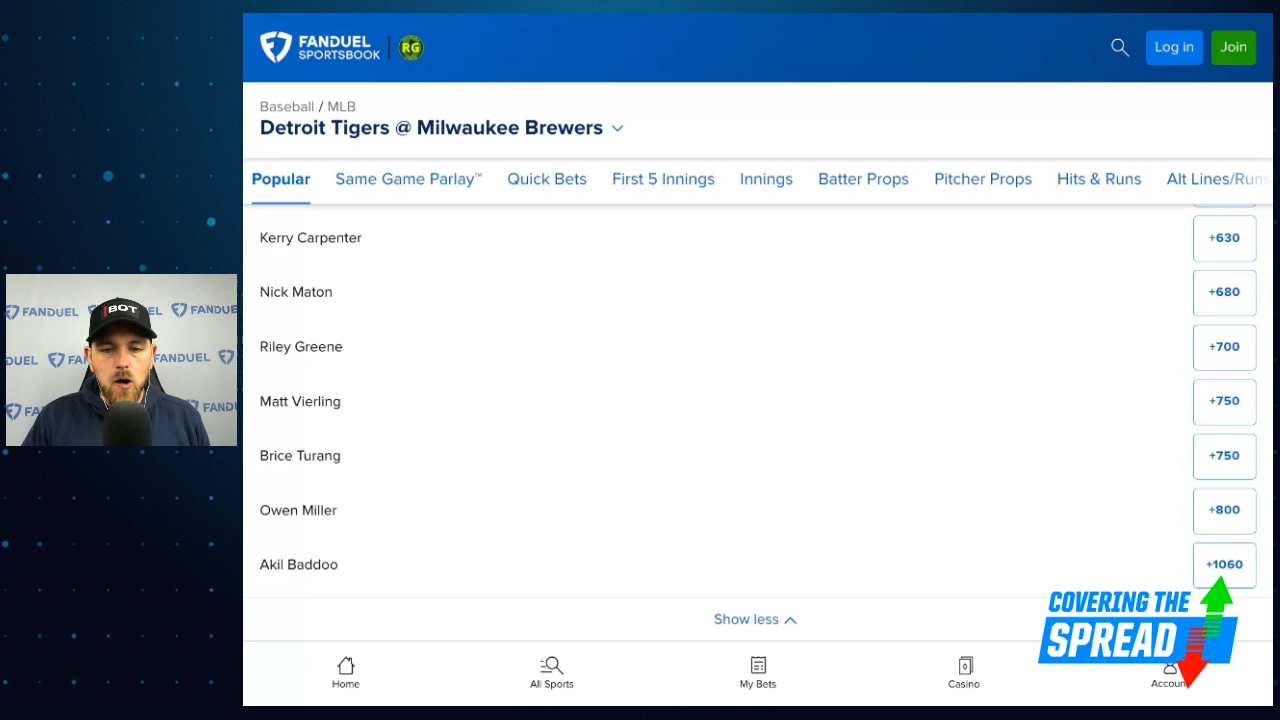 FANDUEL
SPORTSBOOK
RG
Log in
Join
Baseball / MLB
Detroit Tigers @ Milwaukee Brewers
Popular
Same Game Parlay™
Quick Bets
First 5 Innings
Innings
Batter Props
Pitcher Props
Hits & Runs
Alt Lines/Runs
Kerry Carpenter
+630
Nick Maton
+680
Riley Greene
+700
Matt Vierling
+750
Brice Turang
+750
Owen Miller
+800
Akil Baddoo
+1060
Show less
Home
All Sports
My Bets
Casino
Account
COVERING THE
SPREAD
FANDUEL
FANDUEL
FANDUEL
BOT